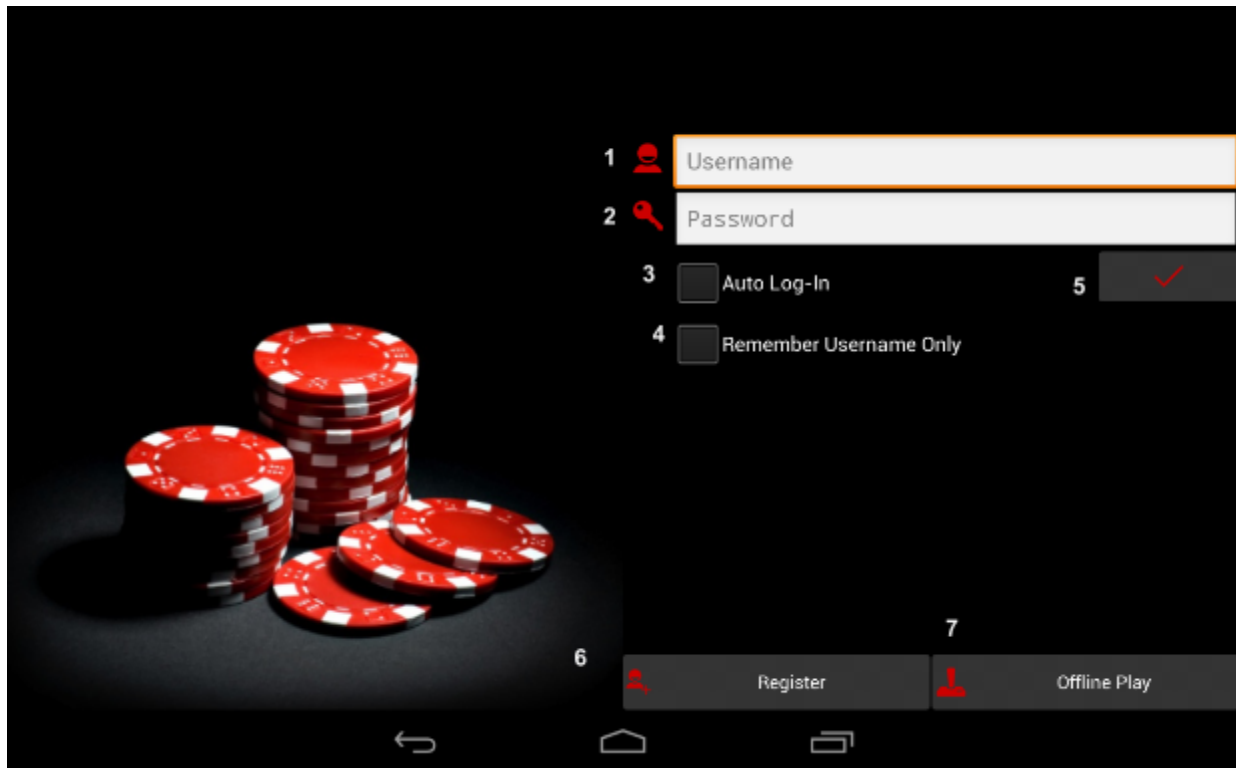 1 Username
2 Password
3 Auto Log-In 5
4 Remember Username Only
7
6 Register Offline Play